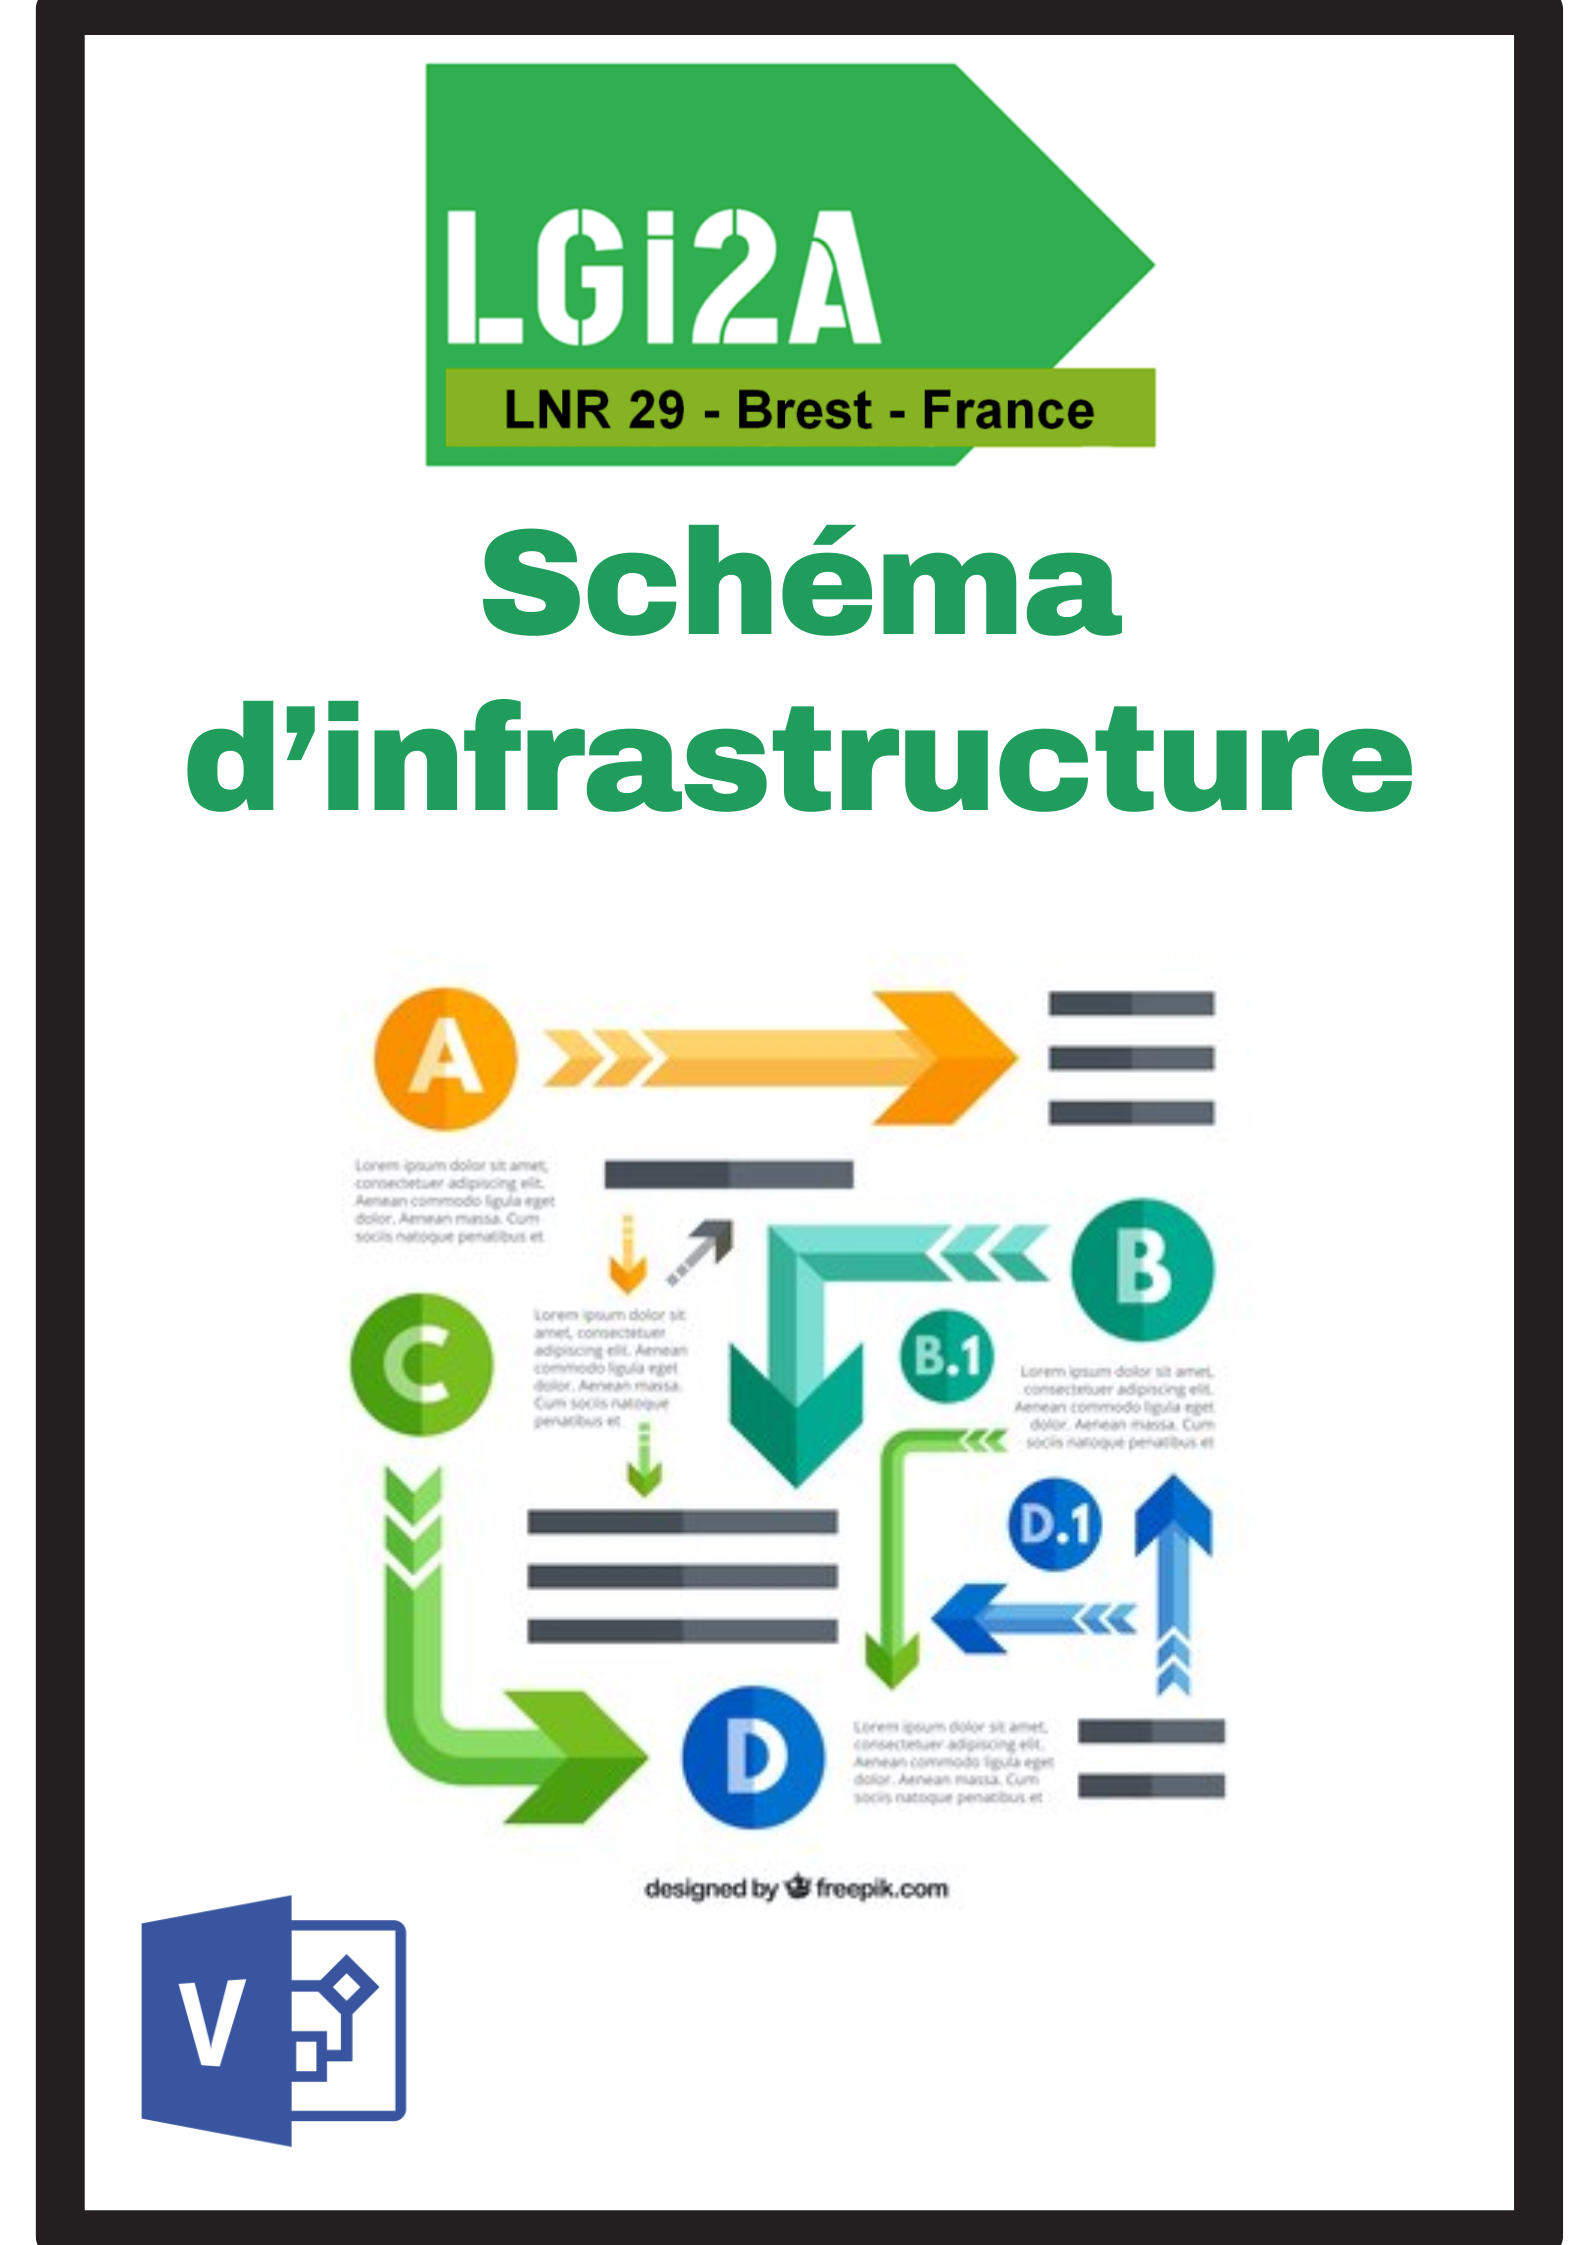 LGi2A
LNR 29 - Brest - France
Schéma
d’infrastructure
A
Lorem ipsum dolor sit amet,
consectetuer adipiscing elit.
Aenean commodo ligula eget
dolor. Aenean massa. Cum
sociis natoque penatibus et
B
C
Lorem ipsum dolor sit
amet, consectetuer
adipiscing elit. Aenean
commodo ligula eget
dolor. Aenean massa.
Cum sociis natoque
penatibus et
B.1
Lorem ipsum dolor sit amet,
consectetuer adipiscing elit.
Aenean commodo ligula eget
dolor. Aenean massa. Cum
sociis natoque penatibus et
D.1
D
Lorem ipsum dolor sit amet,
consectetuer adipiscing elit.
Aenean commodo ligula eget
dolor. Aenean massa. Cum
sociis natoque penatibus et
designed by freepik.com
V